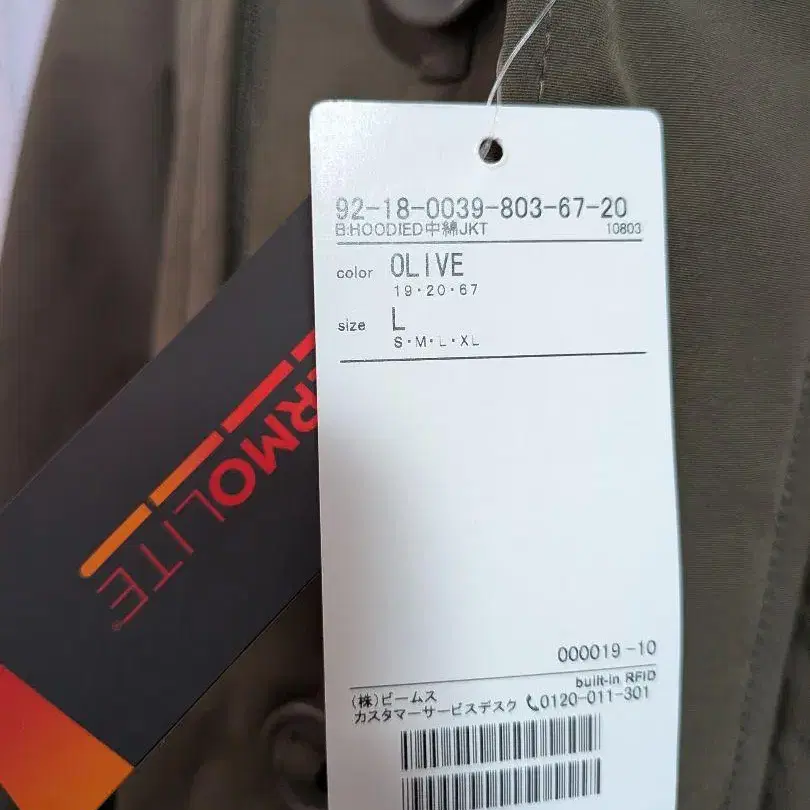 92-18-0039-803-67-20
B:HOODIED中綿JKT 10803
color OLIVE
19・20・67
size L
S・M・L・XL
ERMOLITE®
000019-10
built-in RFID
(株)ビームス
カスタマーサービスデスク 0120-011-301